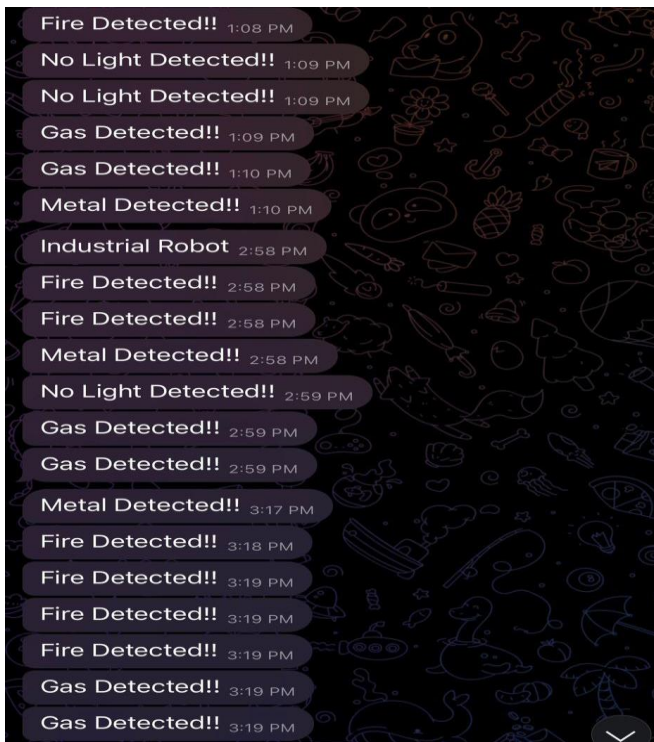 Fire Detected!! 1:08 PM
No Light Detected!! 1:09 PM
No Light Detected!! 1:09 PM
Gas Detected!! 1:09 PM
Gas Detected!! 1:10 PM
Metal Detected!! 1:10 PM
Industrial Robot 2:58 PM
Fire Detected!! 2:58 PM
Fire Detected!! 2:58 PM
Metal Detected!! 2:58 PM
No Light Detected!! 2:59 PM
Gas Detected!! 2:59 PM
Gas Detected!! 2:59 PM
Metal Detected!! 3:17 PM
Fire Detected!! 3:18 PM
Fire Detected!! 3:19 PM
Fire Detected!! 3:19 PM
Fire Detected!! 3:19 PM
Gas Detected!! 3:19 PM
Gas Detected!! 3:19 PM